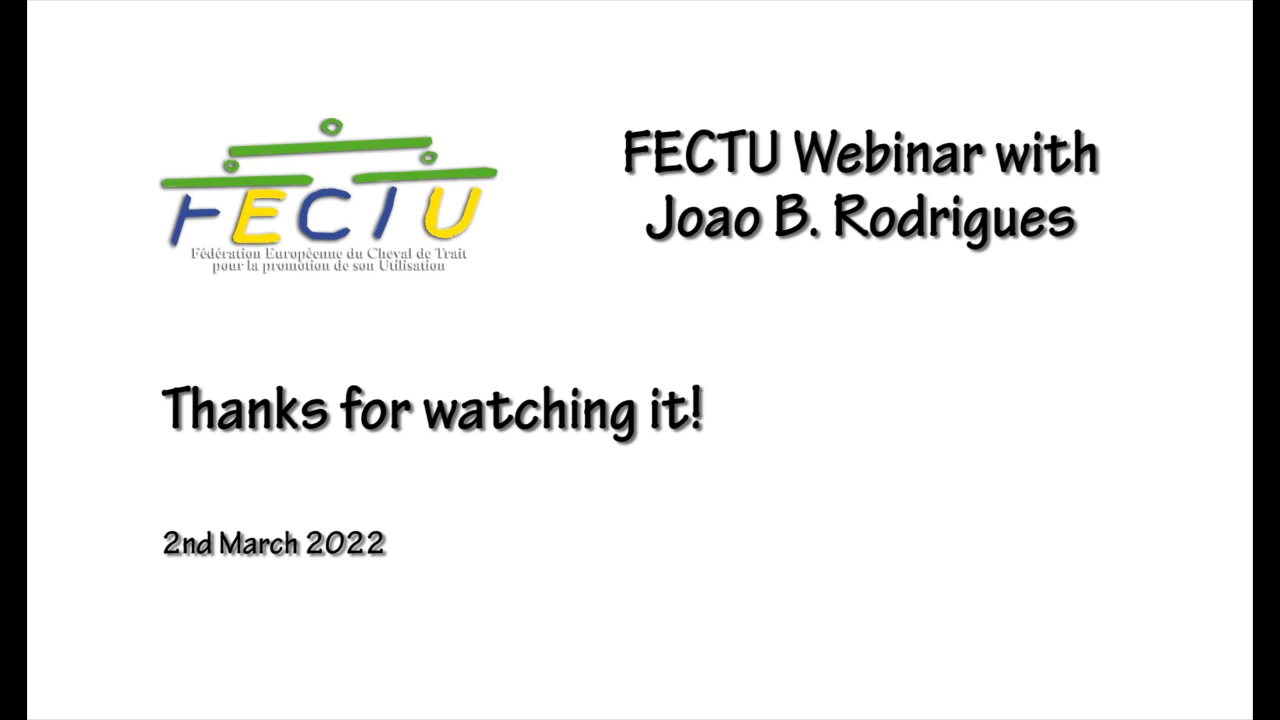 FECTU
Fédération Européenne du Cheval de Trait
pour la promotion de son Utilisation
FECTU Webinar with
Joao B. Rodrigues
Thanks for watching it!
2nd March 2022